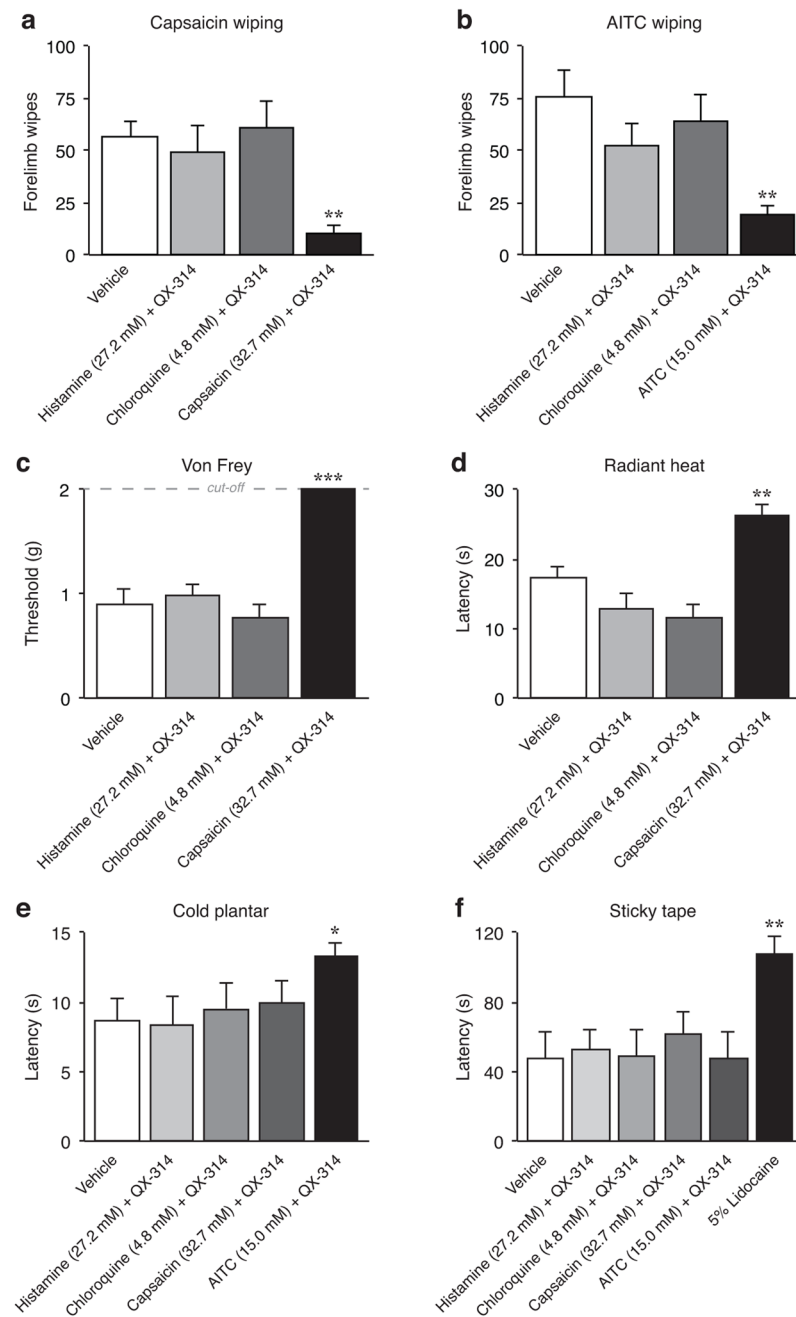 a
Capsaicin wiping
Forelimb wipes
100
75
50
25
0
**
Vehicle
Histamine (27.2 mM) + QX-314
Chloroquine (4.8 mM) + QX-314
Capsaicin (32.7 mM) + QX-314
b
AITC wiping
Forelimb wipes
100
75
50
25
0
**
Vehicle
Histamine (27.2 mM) + QX-314
Chloroquine (4.8 mM) + QX-314
AITC (15.0 mM) + QX-314
c
Von Frey
Threshold (g)
2
1
0
cut-off
***
Vehicle
Histamine (27.2 mM) + QX-314
Chloroquine (4.8 mM) + QX-314
Capsaicin (32.7 mM) + QX-314
d
Radiant heat
Latency (s)
30
20
10
0
**
Vehicle
Histamine (27.2 mM) + QX-314
Chloroquine (4.8 mM) + QX-314
Capsaicin (32.7 mM) + QX-314
e
Cold plantar
Latency (s)
15
10
5
0
*
Vehicle
Histamine (27.2 mM) + QX-314
Chloroquine (4.8 mM) + QX-314
Capsaicin (32.7 mM) + QX-314
AITC (15.0 mM) + QX-314
f
Sticky tape
Latency (s)
120
80
40
0
**
Vehicle
Histamine (27.2 mM) + QX-314
Chloroquine (4.8 mM) + QX-314
Capsaicin (32.7 mM) + QX-314
AITC (15.0 mM) + QX-314
5% Lidocaine